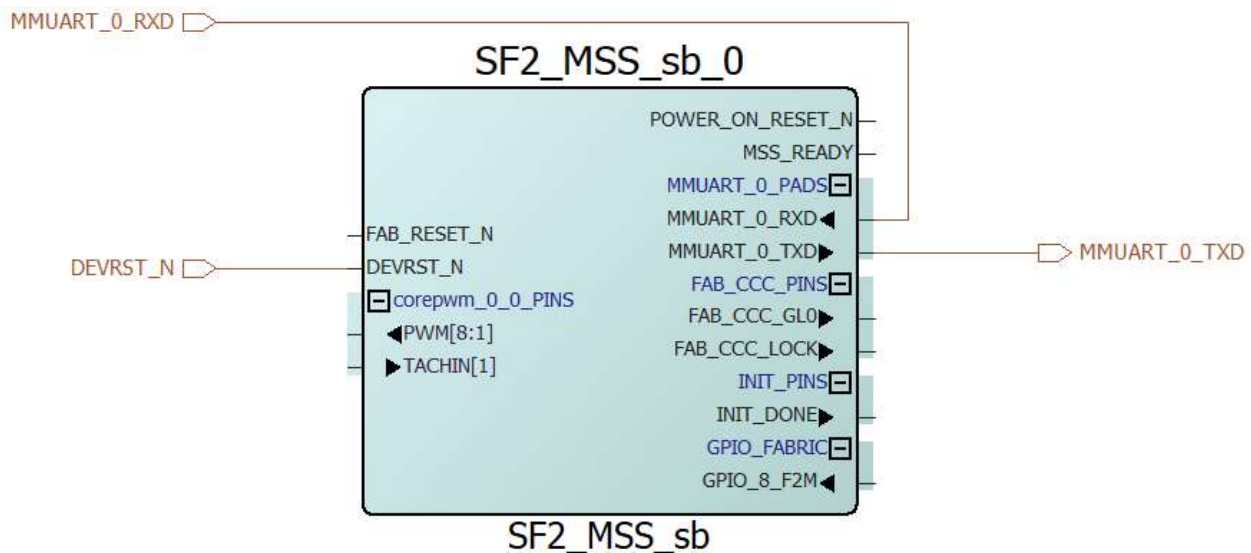 MMUART_0_RXD
SF2_MSS_sb_0
POWER_ON_RESET_N
MSS_READY
MMUART_0_PADS
MMUART_0_RXD
MMUART_0_TXD
FAB_CCC_PINS
FAB_CCC_GL0
FAB_CCC_LOCK
INIT_PINS
INIT_DONE
GPIO_FABRIC
GPIO_8_F2M
FAB_RESET_N
DEVRST_N
DEVRST_N
corepwm_0_0_PINS
PWM[8:1]
TACHIN[1]
MMUART_0_TXD
SF2_MSS_sb